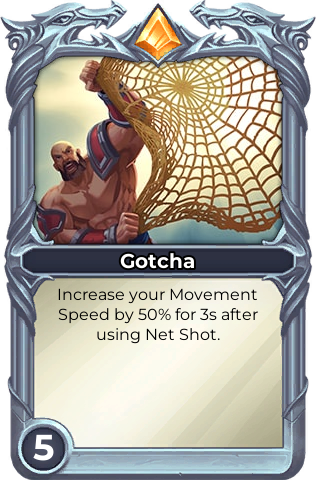 Gotcha
Increase your Movement
Speed by 50% for 3s after
using Net Shot.
5